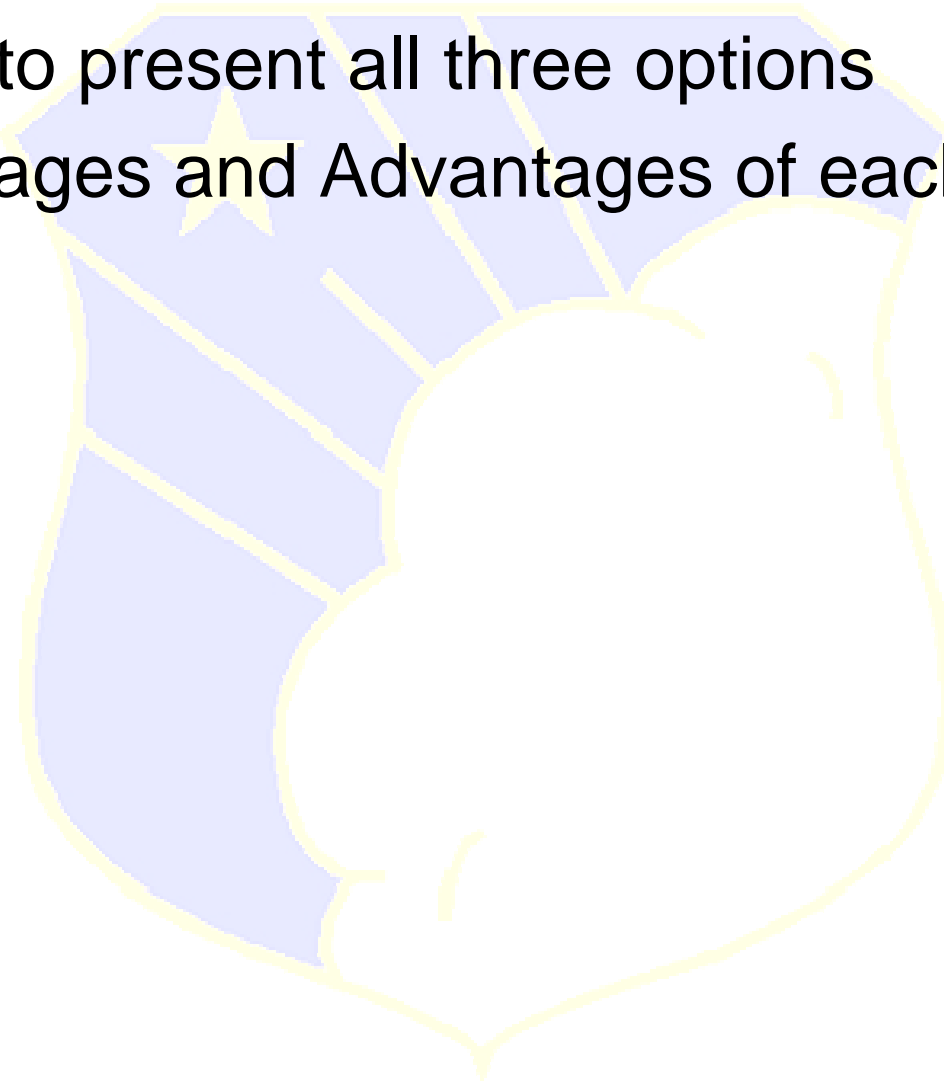 to present all three options
ages and Advantages of each